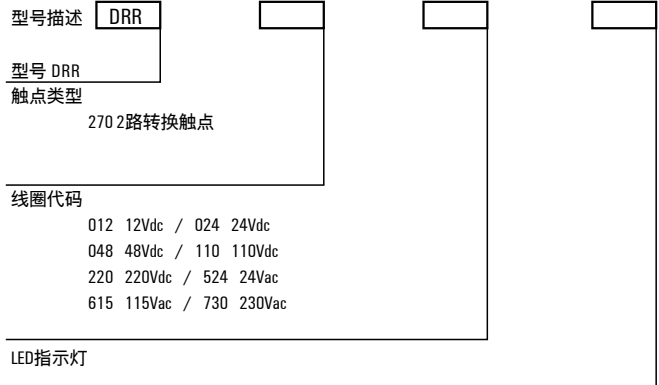 型号描述 DRR
型号 DRR
触点类型
270 2路转换触点
线圈代码
012 12Vdc / 024 24Vdc
048 48Vdc / 110 110Vdc
220 220Vdc / 524 24Vac
615 115Vac / 730 230Vac
LED指示灯